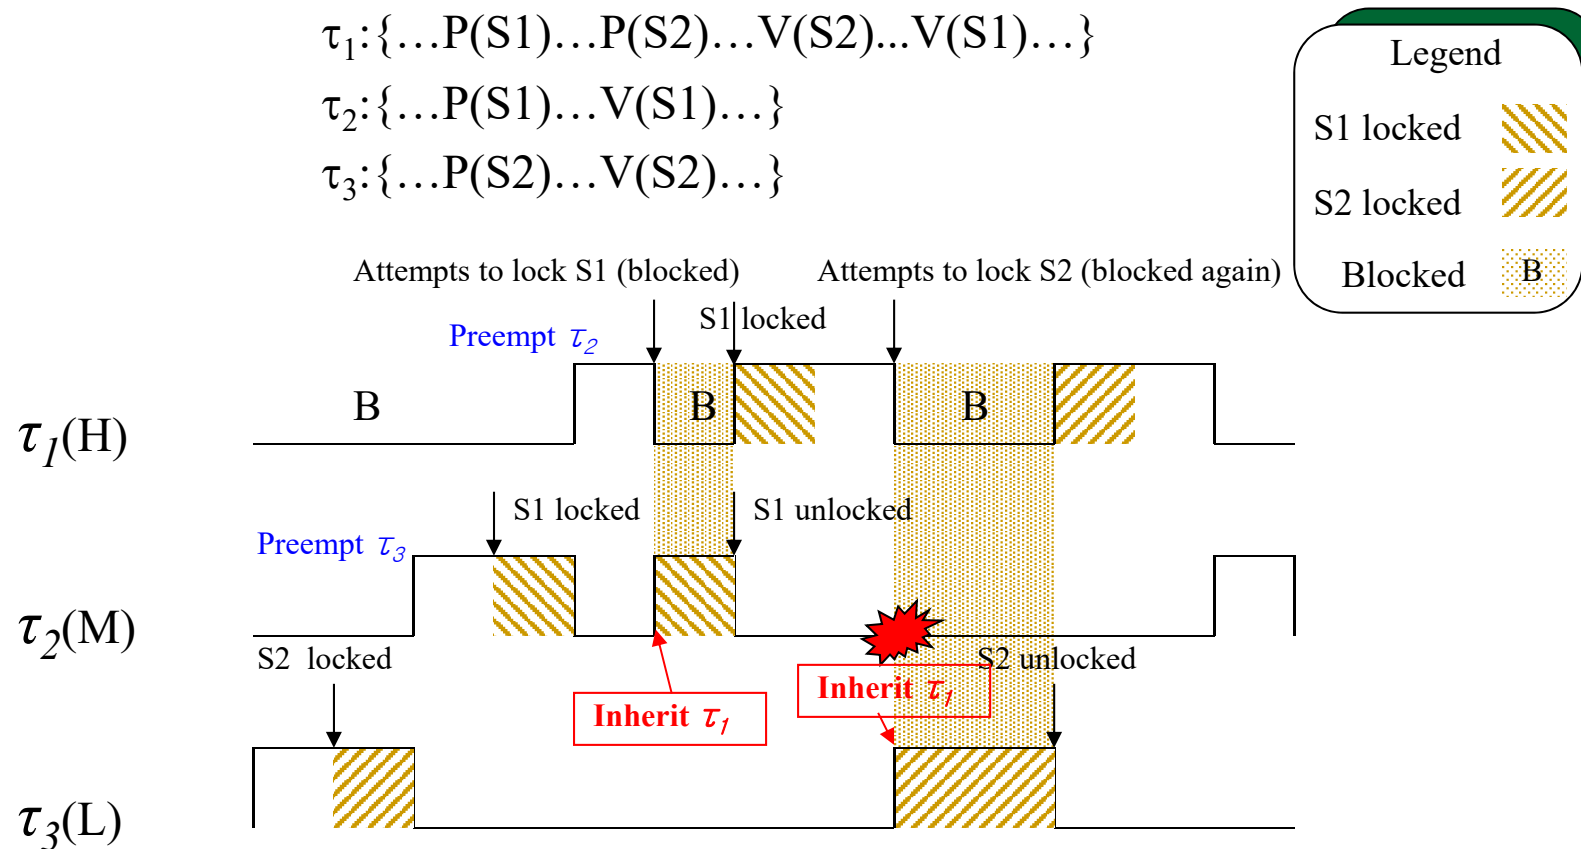 τ1:{…P(S1)…P(S2)…V(S2)...V(S1)…}
τ2:{…P(S1)…V(S1)…}
τ3:{…P(S2)…V(S2)…}
Legend
S1 locked
S2 locked
Blocked B
Attempts to lock S1 (blocked)
Attempts to lock S2 (blocked again)
S1 locked
Preempt τ2
B B B
τ1(H)
S1 locked
S1 unlocked
Preempt τ3
τ2(M)
S2 locked
S2 unlocked
Inherit τ1
Inherit τ1
τ3(L)